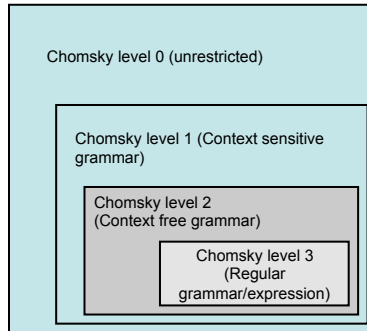 Chomsky level 0 (unrestricted)
Chomsky level 1 (Context sensitive
grammar)
Chomsky level 2
(Context free grammar)
Chomsky level 3
(Regular
grammar/expression)